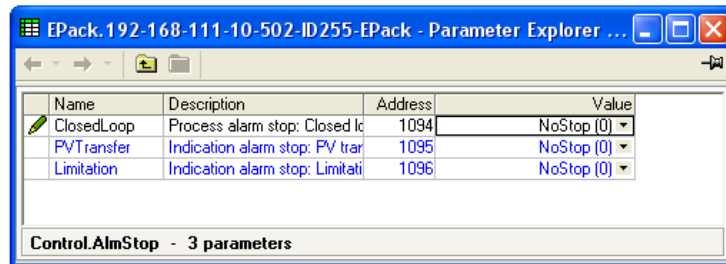 EPack.192-168-111-10-502-ID255-EPack - Parameter Explorer ...
Name Description Address Value
ClosedLoop Process alarm stop: Closed lo 1094 NoStop (0)
PVTransfer Indication alarm stop: PV tran 1095 NoStop (0)
Limitation Indication alarm stop: Limitati 1096 NoStop (0)
Control.AlmStop - 3 parameters